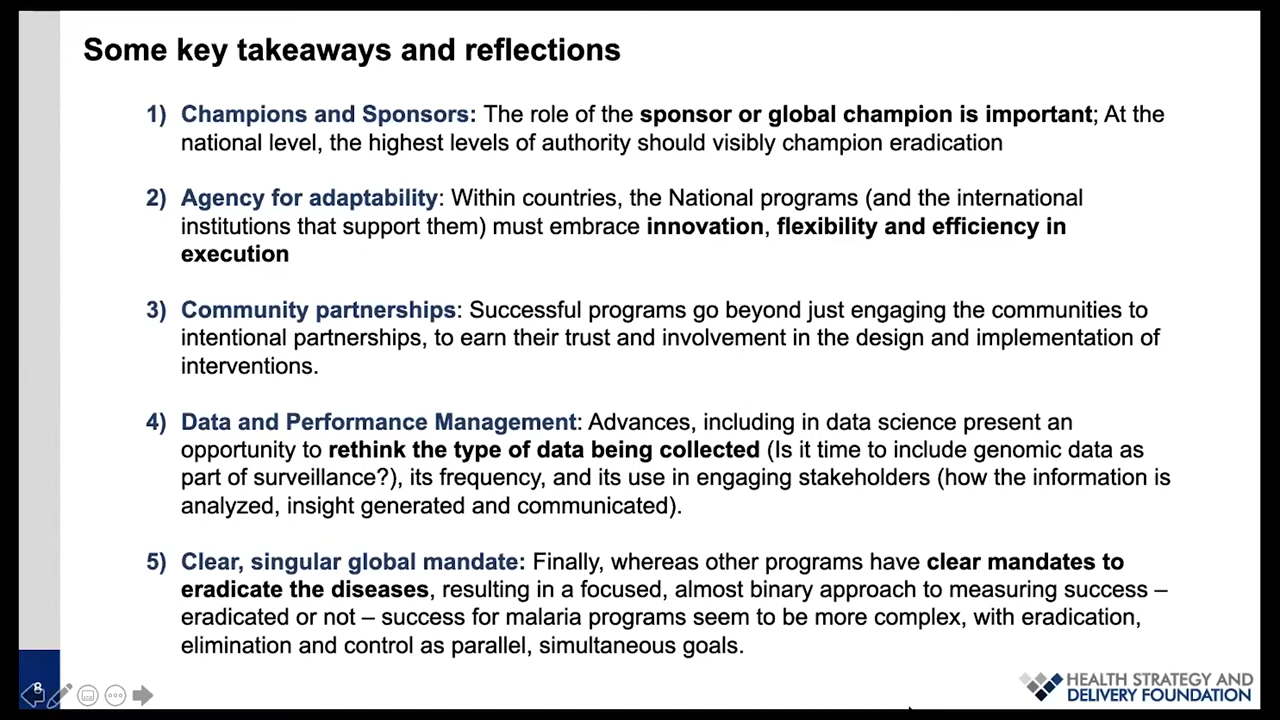 Some key takeaways and reflections
1) Champions and Sponsors: The role of the sponsor or global champion is important; At the
national level, the highest levels of authority should visibly champion eradication
2) Agency for adaptability: Within countries, the National programs (and the international
institutions that support them) must embrace innovation, flexibility and efficiency in
execution
3) Community partnerships: Successful programs go beyond just engaging the communities to
intentional partnerships, to earn their trust and involvement in the design and implementation of
interventions.
4) Data and Performance Management: Advances, including in data science present an
opportunity to rethink the type of data being collected (Is it time to include genomic data as
part of surveillance?), its frequency, and its use in engaging stakeholders (how the information is
analyzed, insight generated and communicated).
5) Clear, singular global mandate: Finally, whereas other programs have clear mandates to
eradicate the diseases, resulting in a focused, almost binary approach to measuring success –
eradicated or not – success for malaria programs seem to be more complex, with eradication,
elimination and control as parallel, simultaneous goals.
8
HEALTH STRATEGY AND
DELIVERY FOUNDATION